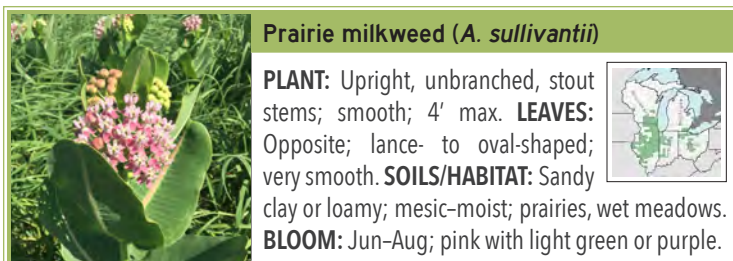 Prairie milkweed (A. sullivantii)
PLANT: Upright, unbranched, stout
stems; smooth; 4’ max. LEAVES:
Opposite; lance- to oval-shaped;
very smooth. SOILS/HABITAT: Sandy
clay or loamy; mesic–moist; prairies, wet meadows.
BLOOM: Jun–Aug; pink with light green or purple.